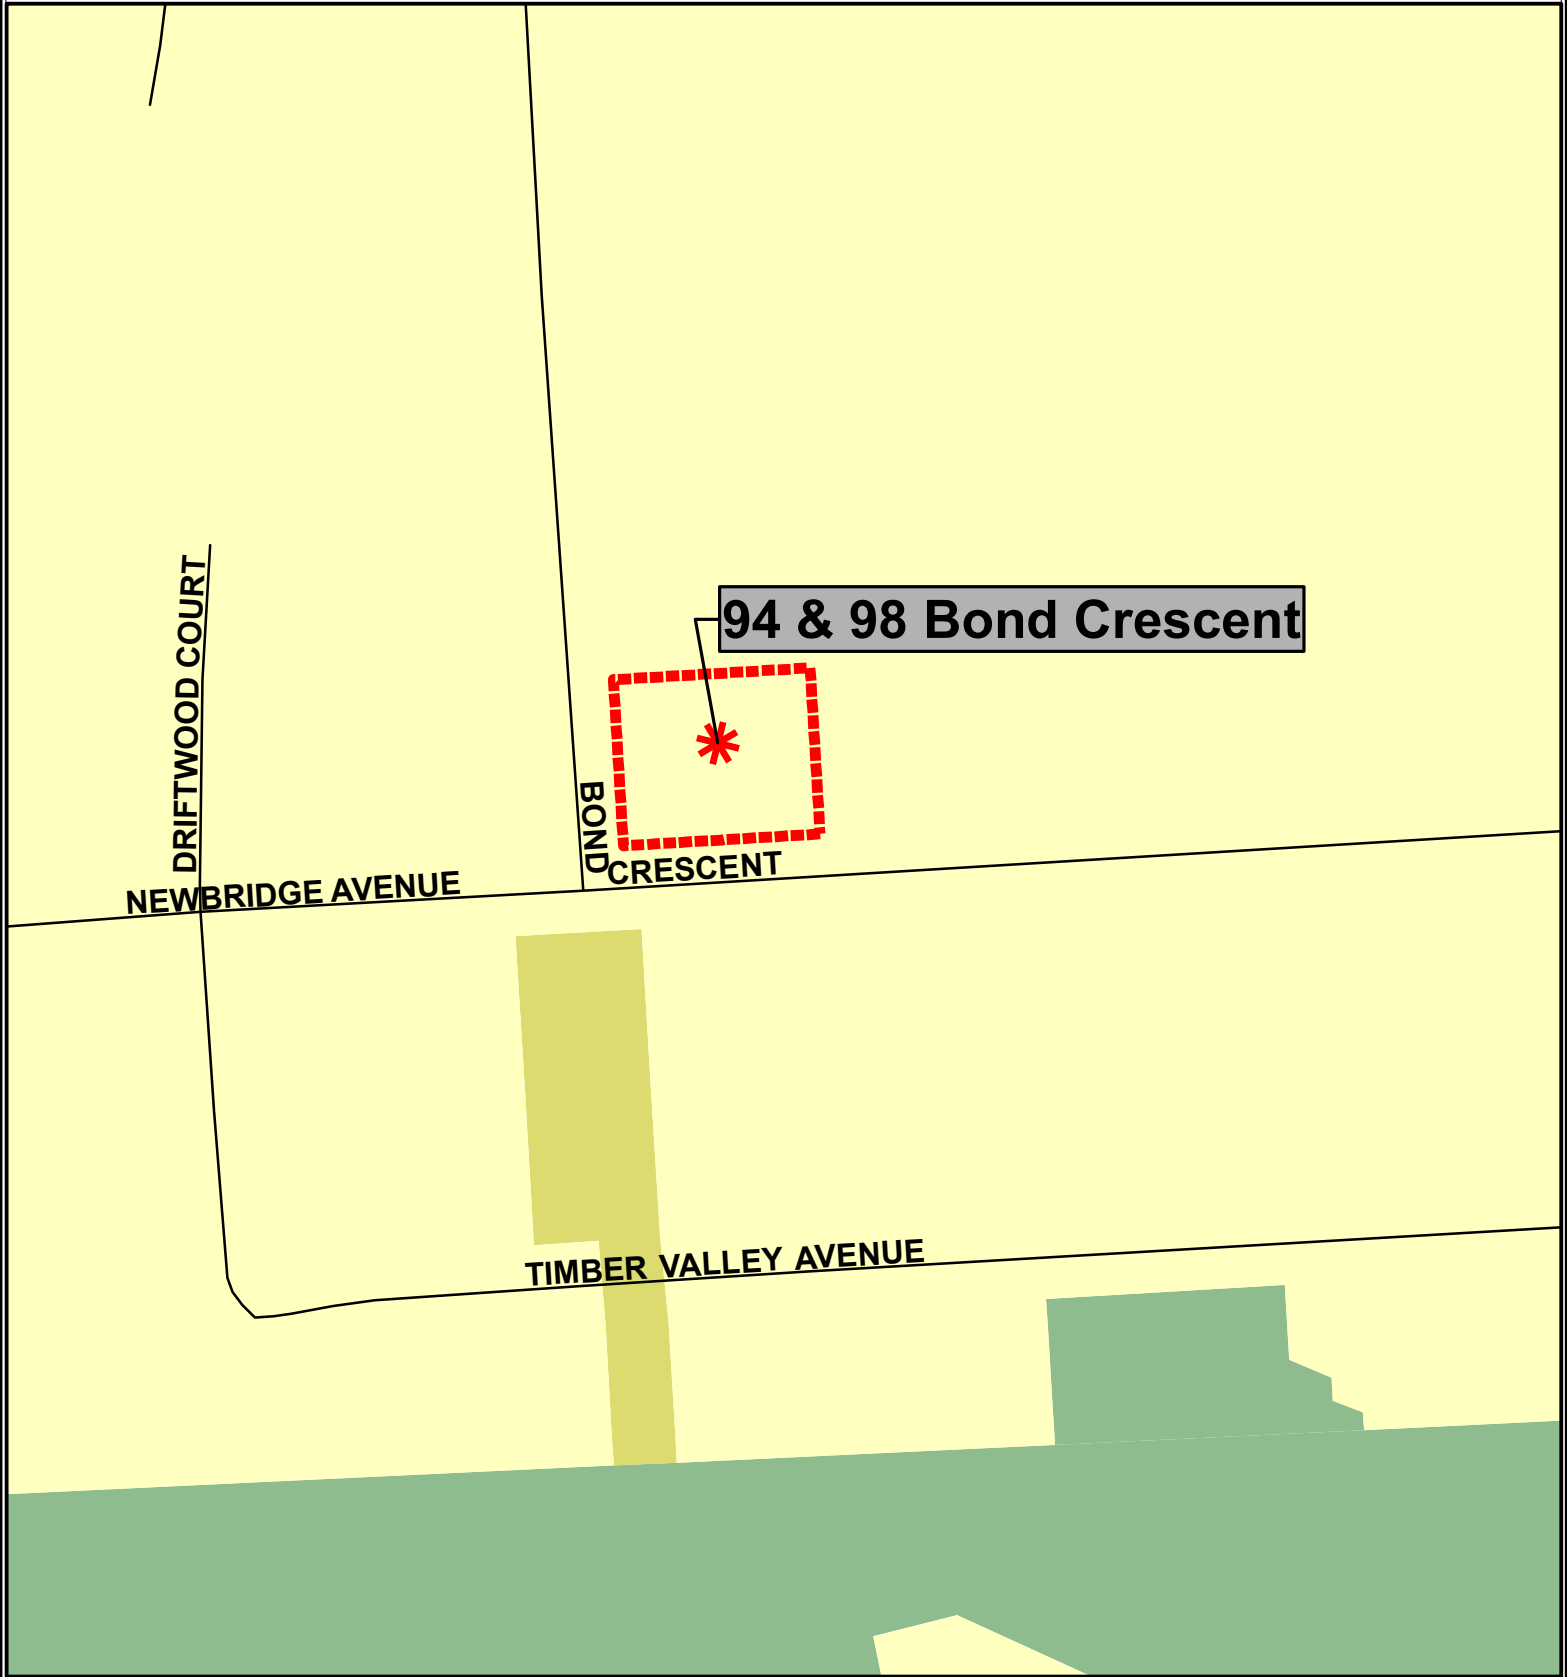 DRIFTWOOD COURT
94 & 98 Bond Crescent
BOND
CRESCENT
NEWBRIDGE AVENUE
TIMBER VALLEY AVENUE